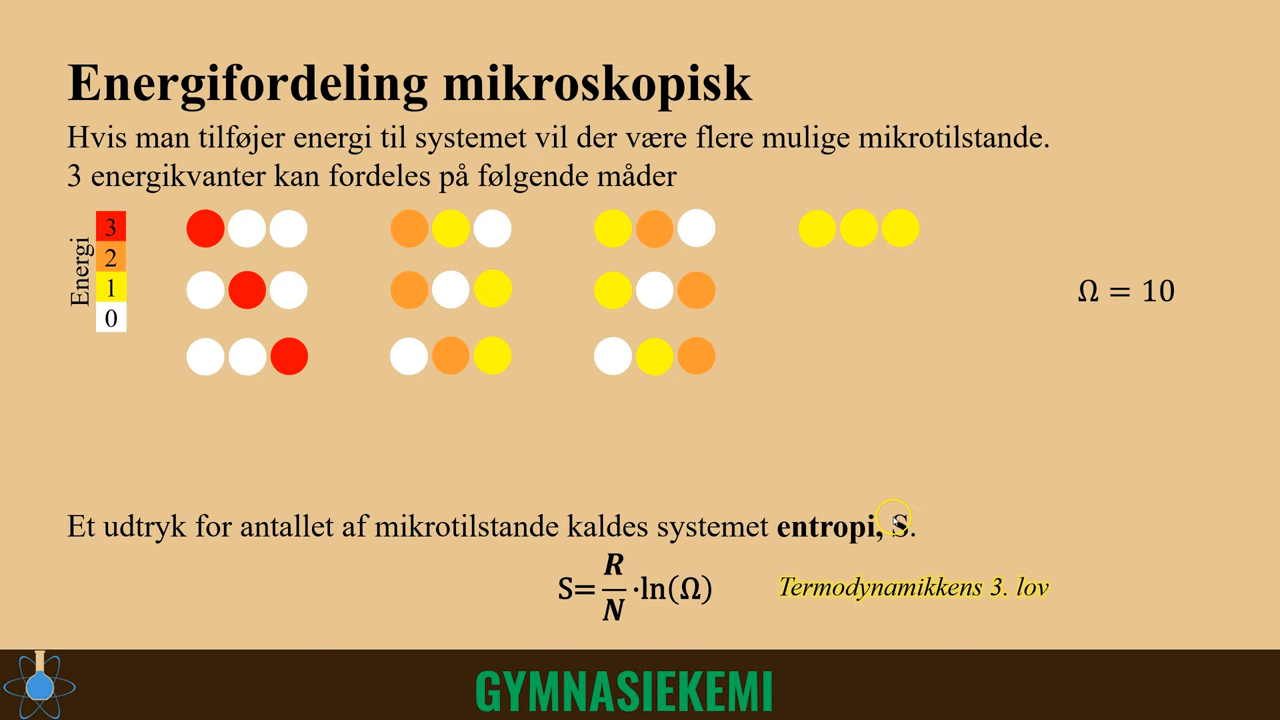 Energifordeling mikroskopisk
Hvis man tilføjer energi til systemet vil der være flere mulige mikrotilstande.
3 energikvanter kan fordeles på følgende måder
Energi
3
2
1
0
Ω = 10
Et udtryk for antallet af mikrotilstande kaldes systemet entropi, S.
S=R/N·ln(Ω)
Termodynamikkens 3. lov
GYMNASIEKEMI